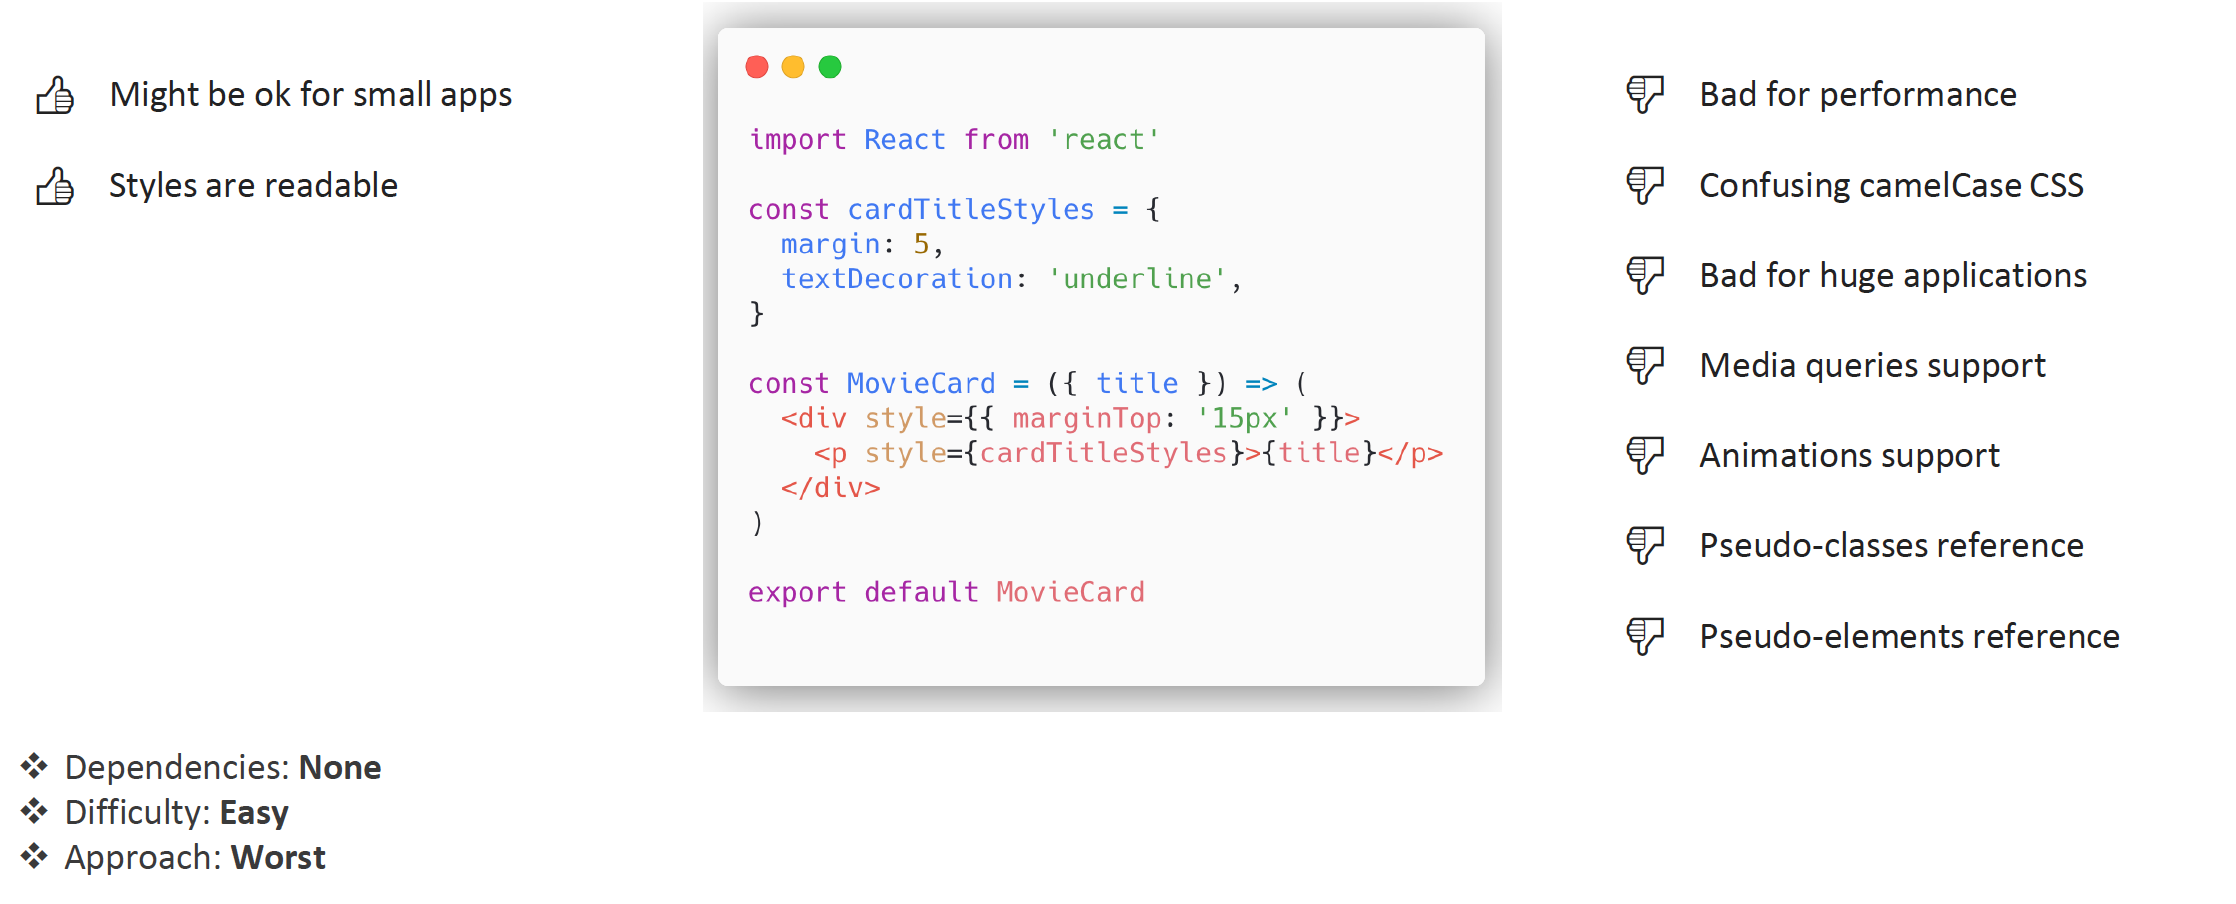 Might be ok for small apps
Styles are readable
import React from 'react'
const cardTitleStyles = {
  margin: 5,
  textDecoration: 'underline',
}
const MovieCard = ({ title }) => (
  <div style={{ marginTop: '15px' }}>
    <p style={cardTitleStyles}>{title}</p>
  </div>
)
export default MovieCard
Bad for performance
Confusing camelCase CSS
Bad for huge applications
Media queries support
Animations support
Pseudo-classes reference
Pseudo-elements reference
❖ Dependencies: None
❖ Difficulty: Easy
❖ Approach: Worst